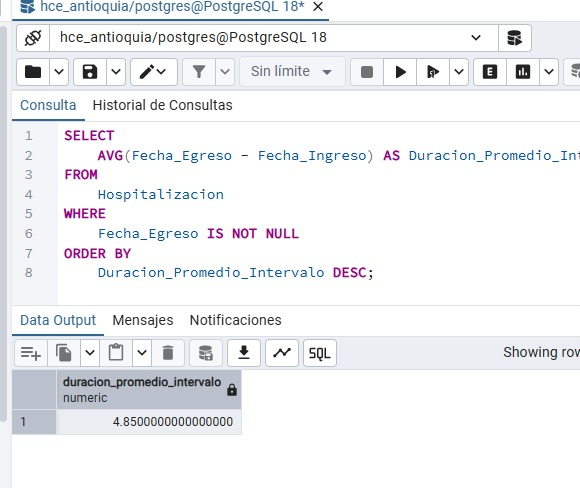 hce_antioquia/postgres@PostgreSQL 18*
hce_antioquia/postgres@PostgreSQL 18
Sin límite
E
Consulta Historial de Consultas
1 SELECT
2 AVG(Fecha_Egreso - Fecha_Ingreso) AS Duracion_Promedio_Int
3 FROM
4 Hospitalizacion
5 WHERE
6 Fecha_Egreso IS NOT NULL
7 ORDER BY
8 Duracion_Promedio_Intervalo DESC;
Data Output Mensajes Notificaciones
SQL
Showing row
duracion_promedio_intervalo
numeric
1 4.8500000000000000